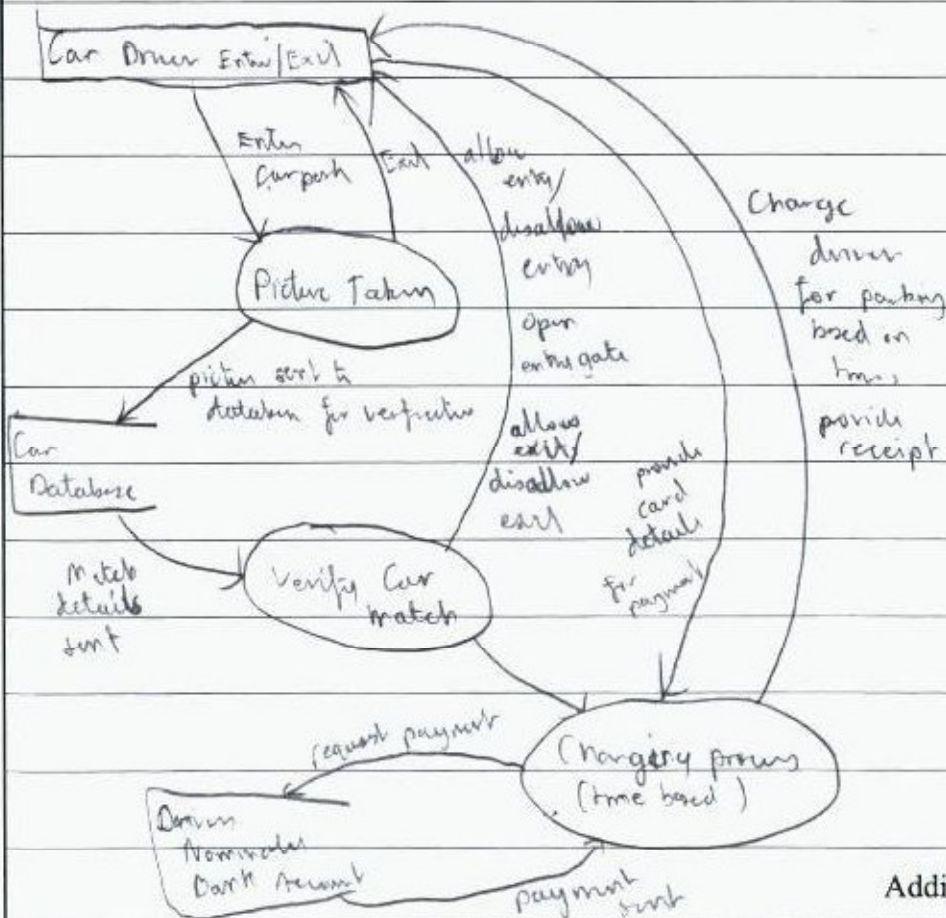 Car Driver Enter/Exit
Enter
Carpark
Exit
allow
entry/
disallow
entry
open
entry gate
allows
exit/
disallow
exit
Picture Taken
picture sent to
database for verification
Car
Database
Match
details
sent
Verify Car
match
provide
card
details
for
payment
Charge
driver
for parking
based on
time,
provide
receipt
Charging process
(time based)
request payment
Drivers
Nominated
Bank Account
payment
sent
Addi